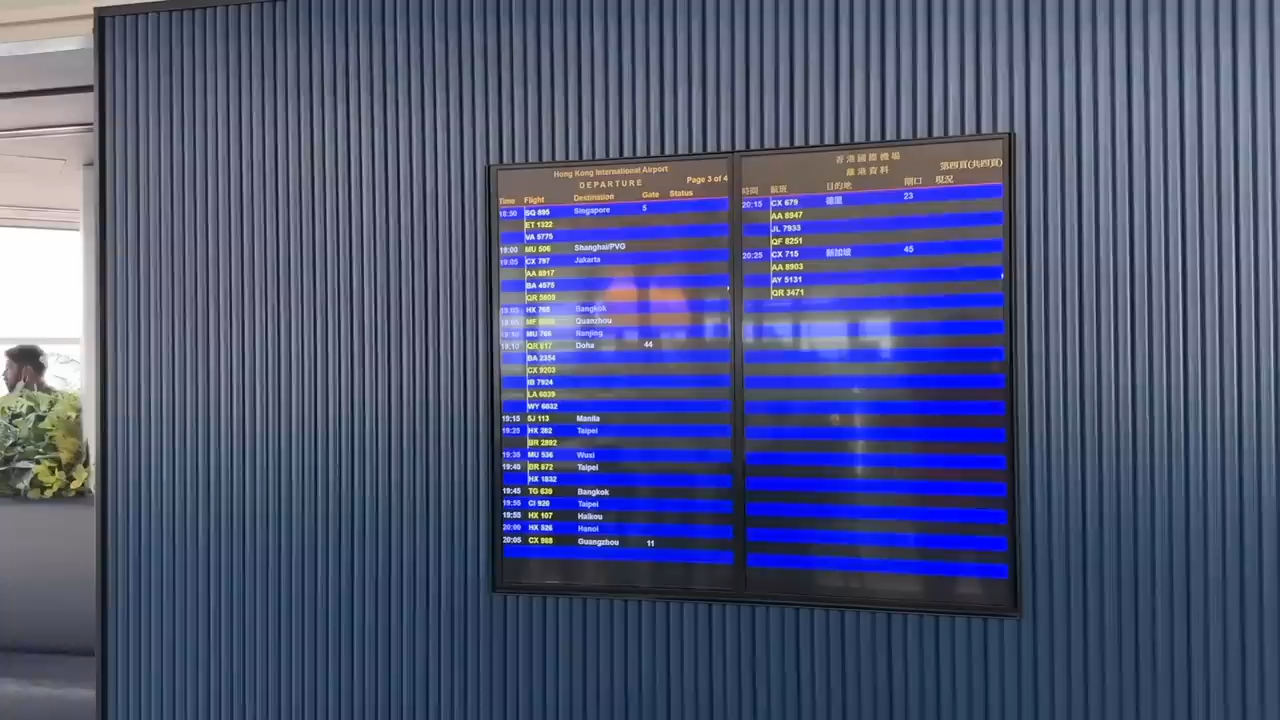 Hong Kong International Airport
DEPARTURE
Page 3 of 4
Time Flight Destination Gate Status
18:50 SQ 895 Singapore 5
ET 1322
VA 5775
19:00 MU 506 Shanghai/PVG
19:05 CX 797 Jakarta
AA 8917
BA 4575
QR 5809
19:05 HX 765 Bangkok
MF Quanzhou
MU 766 Nanjing
19:10 QR 817 Doha 44
BA 2354
CX 9203
IB 7924
LA 6039
WY 6032
19:15 5J 113 Manila
19:25 HX 282 Taipei
BR 2892
19:35 MU 536 Wuxi
19:40 BR 872 Taipei
HX 1832
19:45 TG 639 Bangkok
19:55 CI 920 Taipei
19:55 HX 107 Haikou
20:00 HX 526 Hanoi
20:05 CX 988 Guangzhou 11
香港國際機場
離港資料
第四頁(共四頁)
時間 航班 目的地 閘口 現況
20:15 CX 679 德里 23
AA 8947
JL 7933
QF 8251
20:25 CX 715 新加坡 45
AA 8903
AY 5131
QR 3471